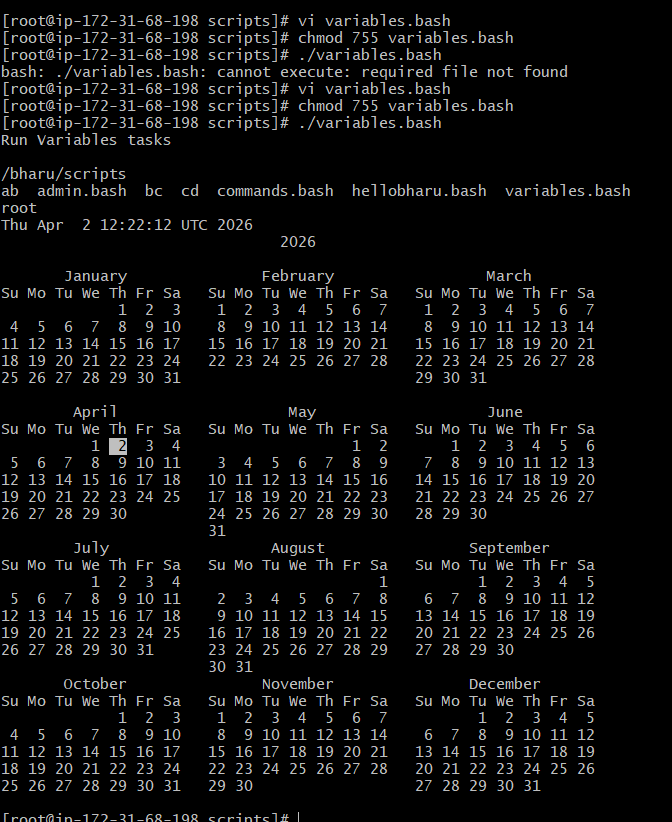 [root@ip-172-31-68-198 scripts]# vi variables.bash
[root@ip-172-31-68-198 scripts]# chmod 755 variables.bash
[root@ip-172-31-68-198 scripts]# ./variables.bash
bash: ./variables.bash: cannot execute: required file not found
[root@ip-172-31-68-198 scripts]# vi variables.bash
[root@ip-172-31-68-198 scripts]# chmod 755 variables.bash
[root@ip-172-31-68-198 scripts]# ./variables.bash
Run Variables tasks

/bharu/scripts
ab  admin.bash  bc  cd  commands.bash  hellobharu.bash  variables.bash
root
Thu Apr  2 12:22:12 UTC 2026
                               2026

       January               February                 March
Su Mo Tu We Th Fr Sa   Su Mo Tu We Th Fr Sa   Su Mo Tu We Th Fr Sa
             1  2  3    1  2  3  4  5  6  7    1  2  3  4  5  6  7
 4  5  6  7  8  9 10    8  9 10 11 12 13 14    8  9 10 11 12 13 14
11 12 13 14 15 16 17   15 16 17 18 19 20 21   15 16 17 18 19 20 21
18 19 20 21 22 23 24   22 23 24 25 26 27 28   22 23 24 25 26 27 28
25 26 27 28 29 30 31                          29 30 31

        April                   May                   June
Su Mo Tu We Th Fr Sa   Su Mo Tu We Th Fr Sa   Su Mo Tu We Th Fr Sa
          1  2  3  4                   1  2       1  2  3  4  5  6
 5  6  7  8  9 10 11    3  4  5  6  7  8  9    7  8  9 10 11 12 13
12 13 14 15 16 17 18   10 11 12 13 14 15 16   14 15 16 17 18 19 20
19 20 21 22 23 24 25   17 18 19 20 21 22 23   21 22 23 24 25 26 27
26 27 28 29 30         24 25 26 27 28 29 30   28 29 30
                       31
        July                  August                September
Su Mo Tu We Th Fr Sa   Su Mo Tu We Th Fr Sa   Su Mo Tu We Th Fr Sa
          1  2  3  4                      1          1  2  3  4  5
 5  6  7  8  9 10 11    2  3  4  5  6  7  8    6  7  8  9 10 11 12
12 13 14 15 16 17 18    9 10 11 12 13 14 15   13 14 15 16 17 18 19
19 20 21 22 23 24 25   16 17 18 19 20 21 22   20 21 22 23 24 25 26
26 27 28 29 30 31      23 24 25 26 27 28 29   27 28 29 30
                       30 31
       October               November               December
Su Mo Tu We Th Fr Sa   Su Mo Tu We Th Fr Sa   Su Mo Tu We Th Fr Sa
             1  2  3    1  2  3  4  5  6  7          1  2  3  4  5
 4  5  6  7  8  9 10    8  9 10 11 12 13 14    6  7  8  9 10 11 12
11 12 13 14 15 16 17   15 16 17 18 19 20 21   13 14 15 16 17 18 19
18 19 20 21 22 23 24   22 23 24 25 26 27 28   20 21 22 23 24 25 26
25 26 27 28 29 30 31   29 30                  27 28 29 30 31

[root@ip-172-31-68-198 scripts]#